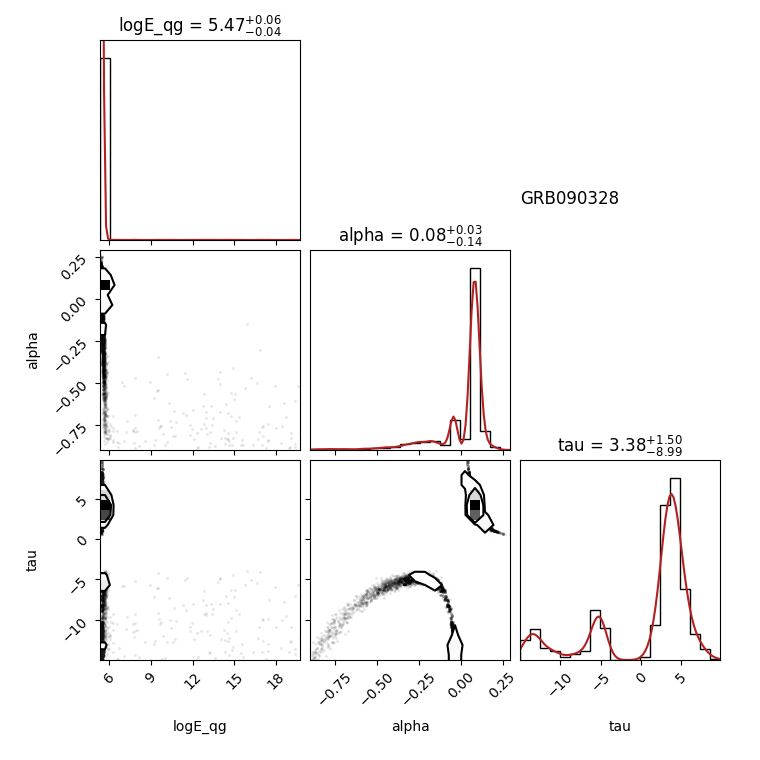 logE_qg = 5.47 +0.06 −0.04
GRB090328
alpha = 0.08 +0.03 −0.14
0.25
0.00
−0.25
−0.50
−0.75
alpha
tau = 3.38 +1.50 −8.99
5
0
−5
−10
tau
6 9 12 15 18 −0.75 −0.50 −0.25 0.00 0.25 −10 −5 0 5
logE_qg alpha tau